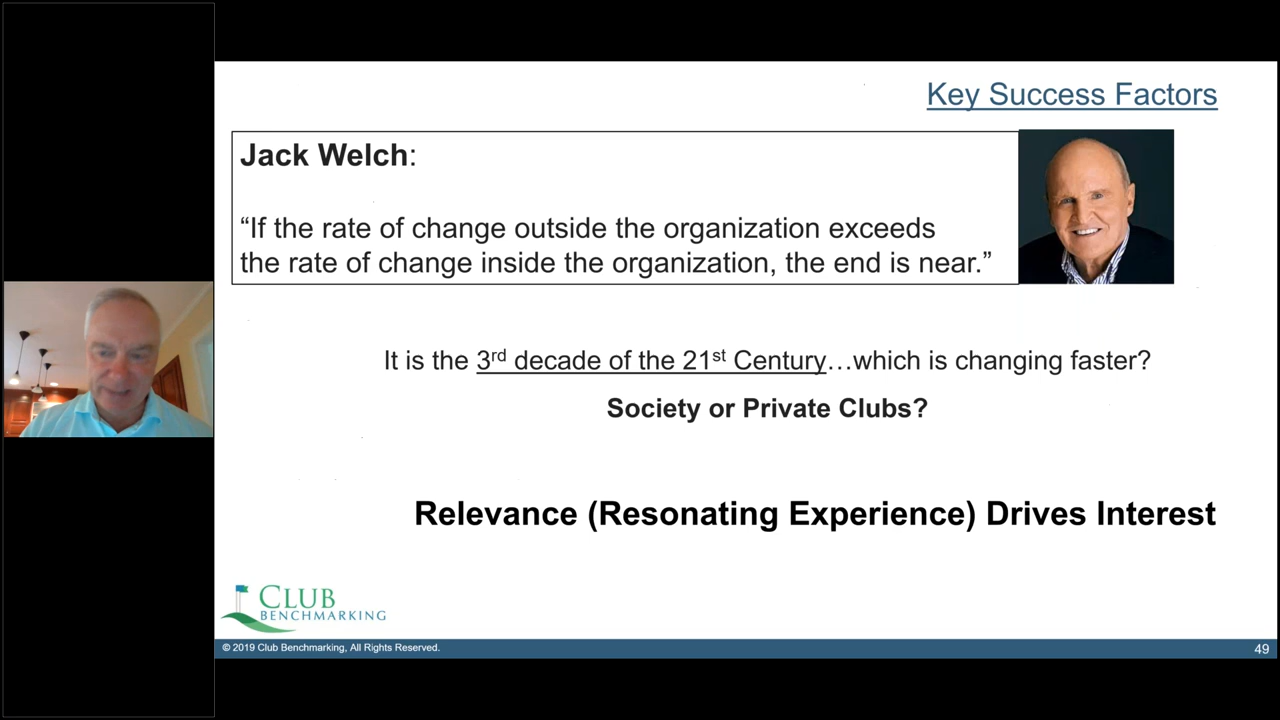 Key Success Factors
Jack Welch:
“If the rate of change outside the organization exceeds
the rate of change inside the organization, the end is near.”
It is the 3rd decade of the 21st Century…which is changing faster?
Society or Private Clubs?
Relevance (Resonating Experience) Drives Interest
CLUB
BENCHMARKING
© 2019 Club Benchmarking, All Rights Reserved.
49